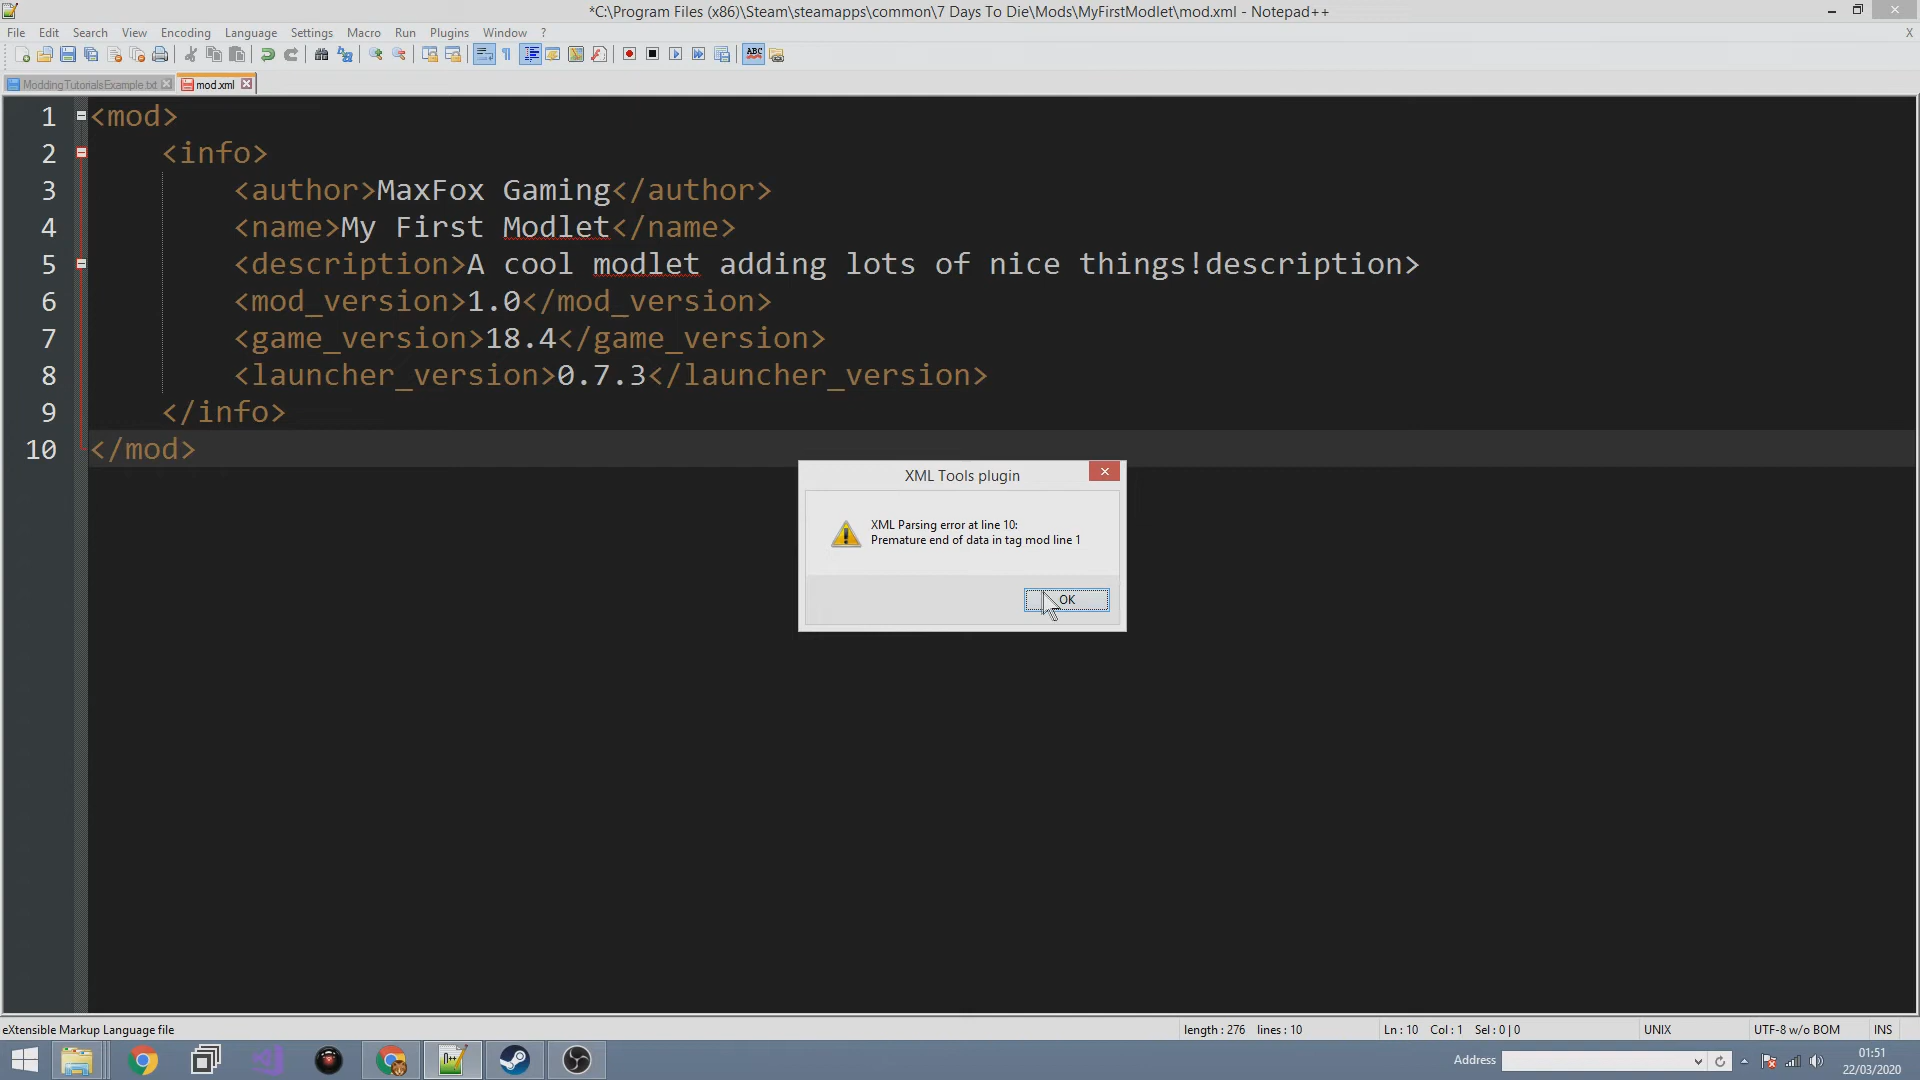 *C:\Program Files (x86)\Steam\steamapps\common\7 Days To Die\Mods\MyFirstModlet\mod.xml - Notepad++
File Edit Search View Encoding Language Settings Macro Run Plugins Window ? X
ModdingTutorialsExample.txt mod.xml
1 <mod>
2 <info>
3 <author>MaxFox Gaming</author>
4 <name>My First Modlet</name>
5 <description>A cool modlet adding lots of nice things!description>
6 <mod_version>1.0</mod_version>
7 <game_version>18.4</game_version>
8 <launcher_version>0.7.3</launcher_version>
9 </info>
10 </mod>
XML Tools plugin
XML Parsing error at line 10:
Premature end of data in tag mod line 1
OK
eXtensible Markup Language file length : 276 lines : 10 Ln : 10 Col : 1 Sel : 0 | 0 UNIX UTF-8 w/o BOM INS
Address 01:51
22/03/2020